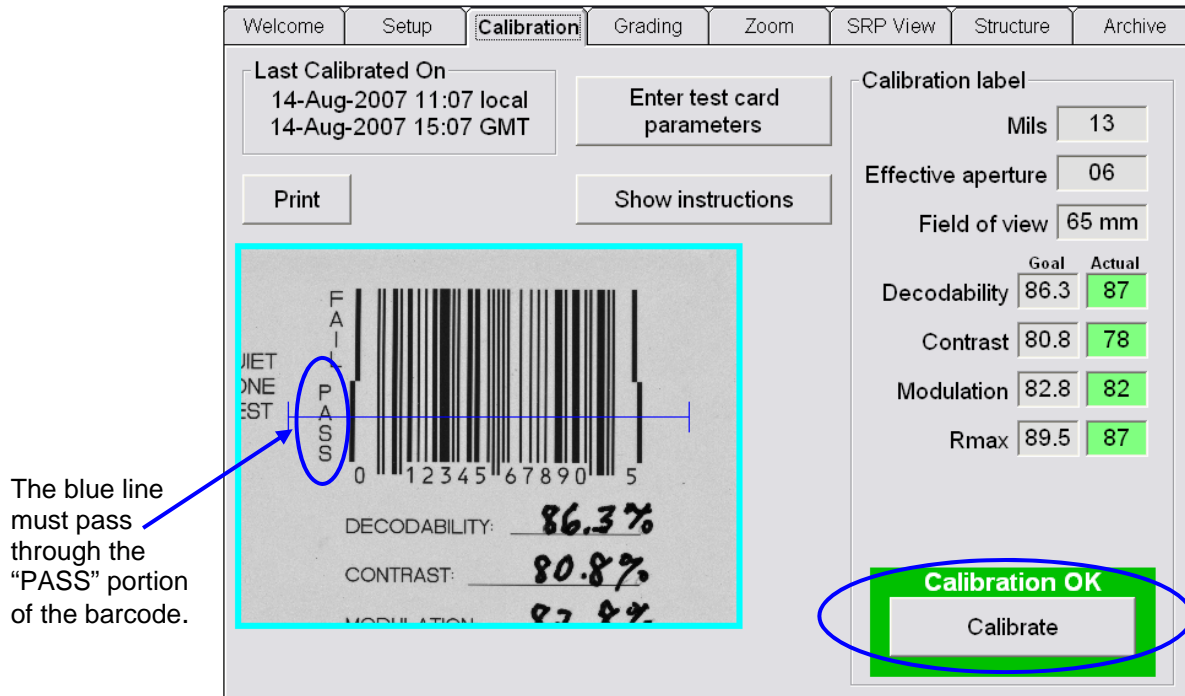 Welcome Setup Calibration Grading Zoom SRP View Structure Archive
Last Calibrated On
14-Aug-2007 11:07 local
14-Aug-2007 15:07 GMT
Enter test card
parameters
Print
Show instructions
Calibration label
Mils 13
Effective aperture 06
Field of view 65 mm
Goal Actual
Decodability 86.3 87
Contrast 80.8 78
Modulation 82.8 82
Rmax 89.5 87
Calibration OK
Calibrate
FAIL
PASS
0 12345 67890 5
DECODABILITY: 86.3%
CONTRAST: 80.8%
The blue line
must pass
through the
“PASS” portion
of the barcode.